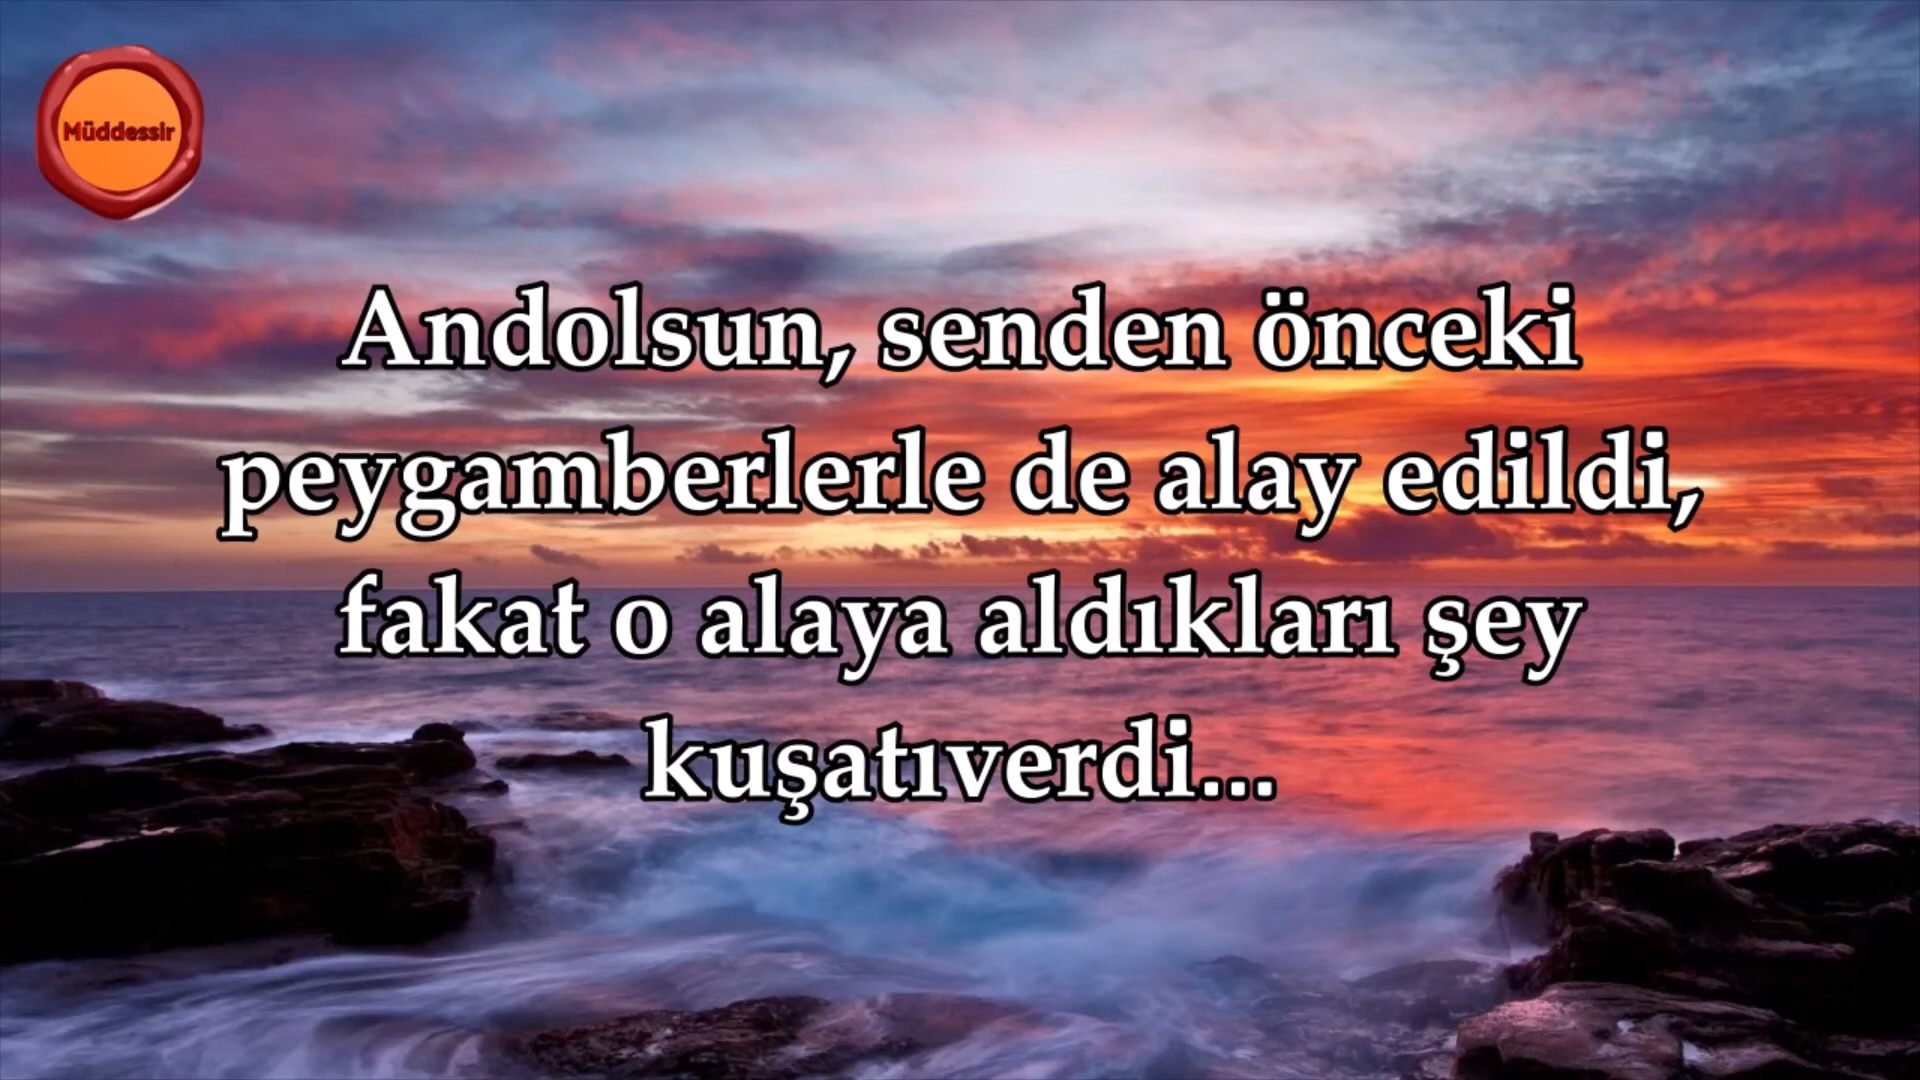 Müddessir
Andolsun, senden önceki
peygamberlerle de alay edildi,
fakat o alaya aldıkları şey
kuşatıverdi...